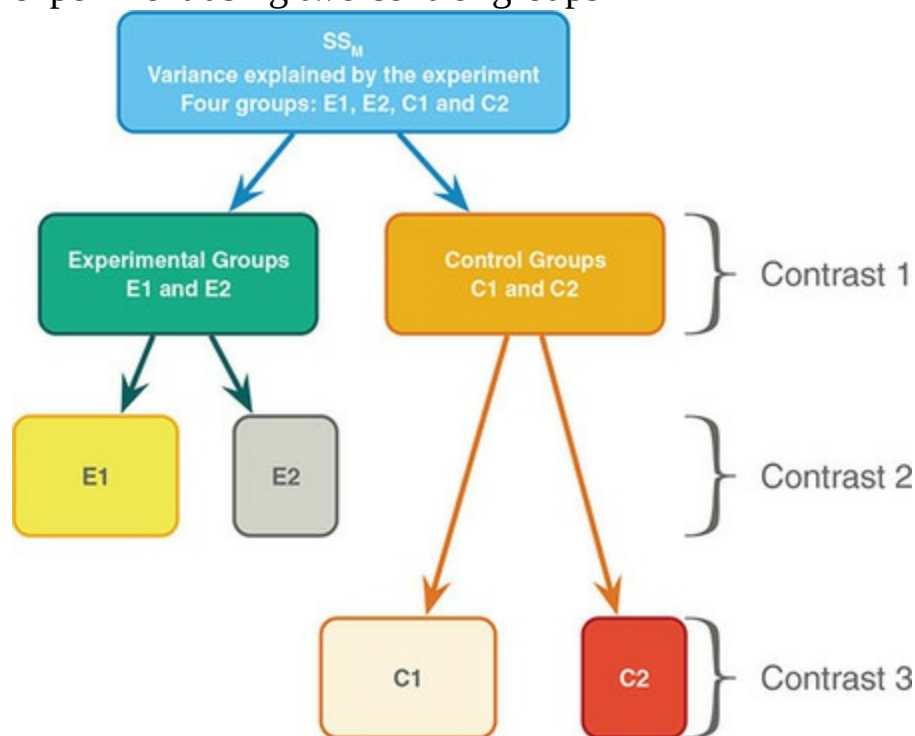 SSM
Variance explained by the experiment
Four groups: E1, E2, C1 and C2
Experimental Groups
E1 and E2
Control Groups
C1 and C2
Contrast 1
E1
E2
Contrast 2
C1
C2
Contrast 3